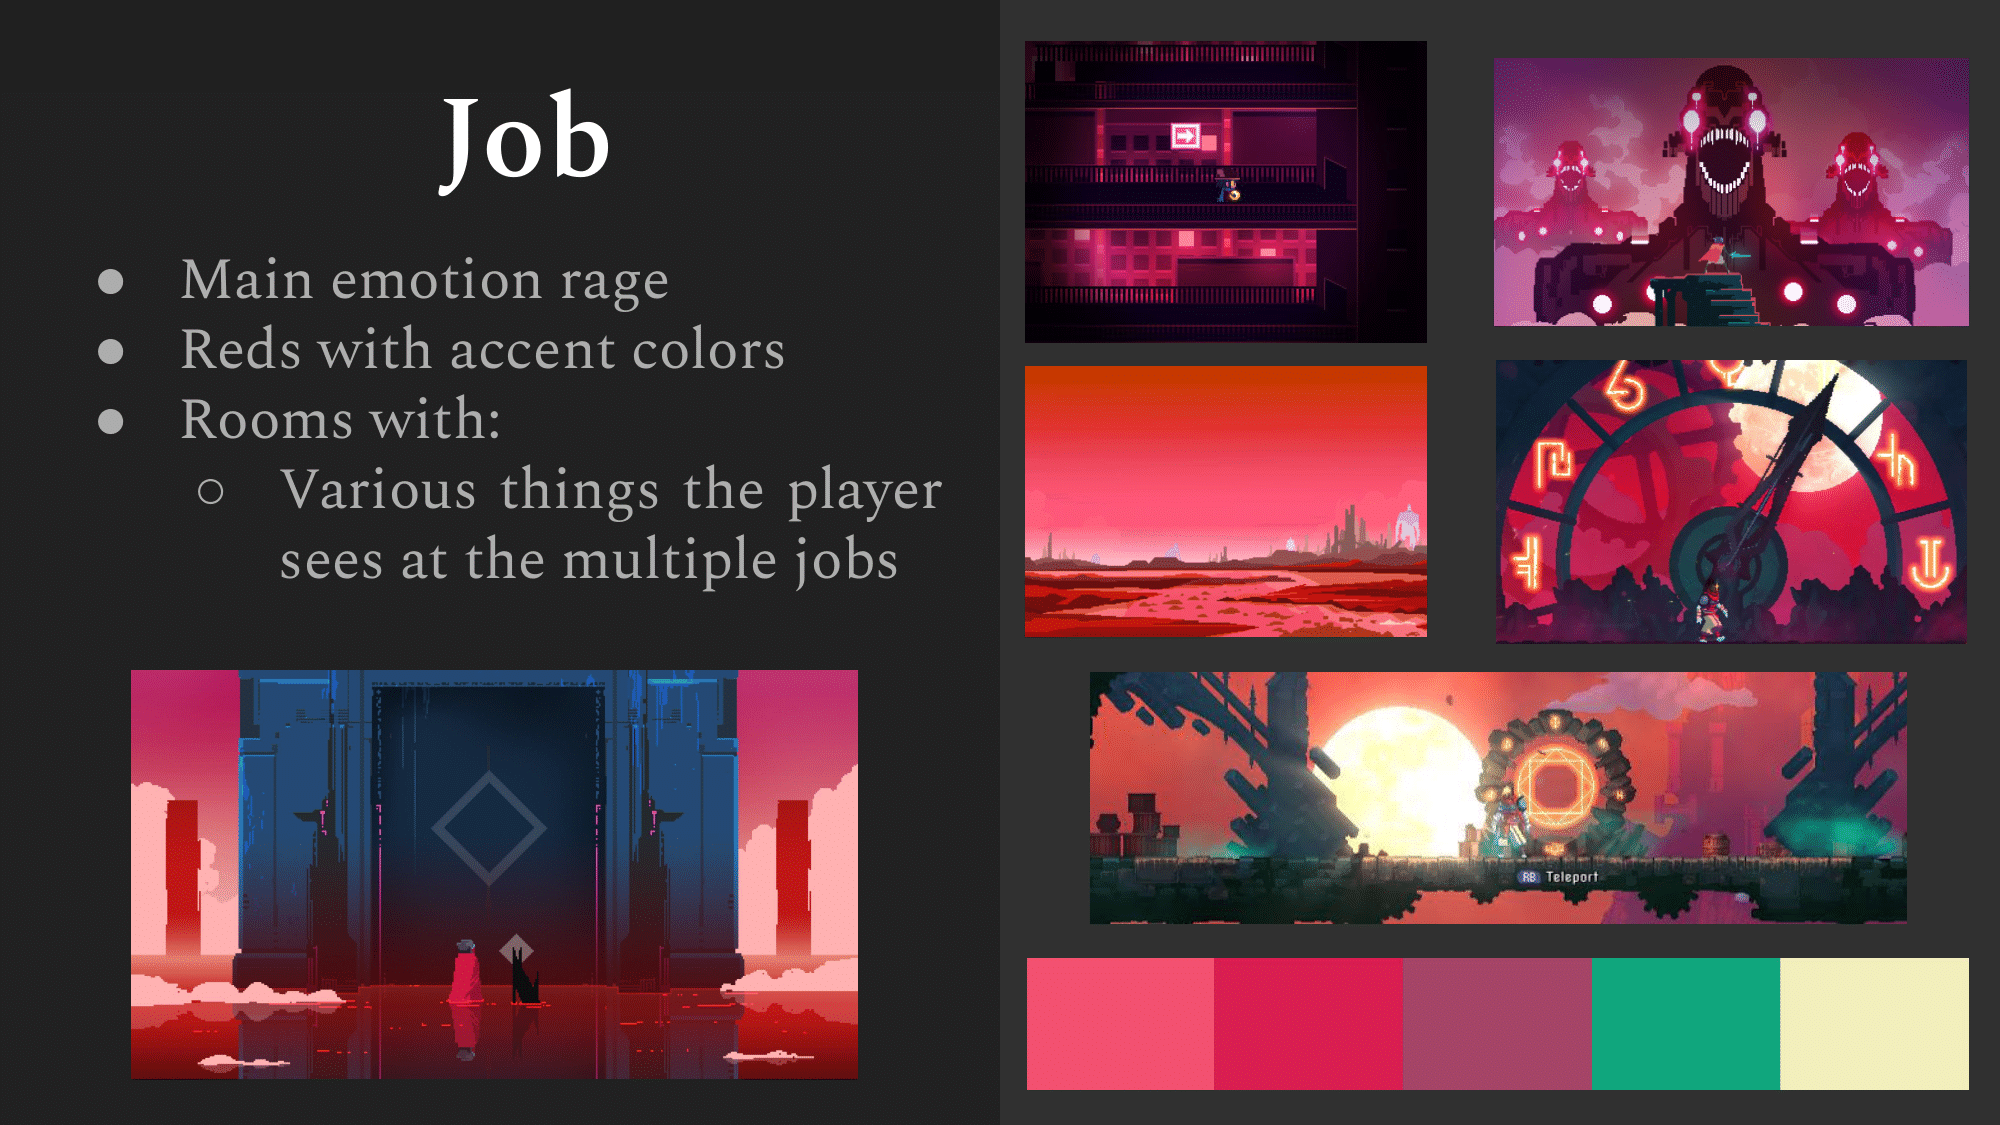 Job
● Main emotion rage
● Reds with accent colors
● Rooms with:
○ Various things the player
sees at the multiple jobs
RB Teleport